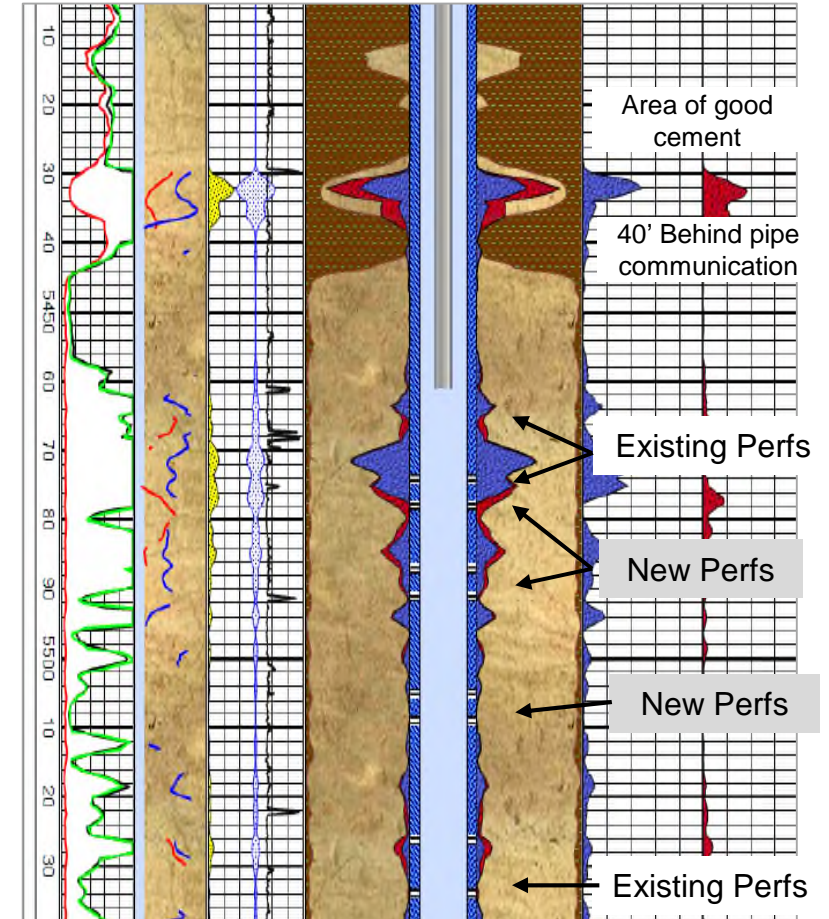 10
20
Area of good
cement
30
40' Behind pipe
communication
40
5450
60
Existing Perfs
70
80
New Perfs
90
5500
New Perfs
10
20
30
Existing Perfs